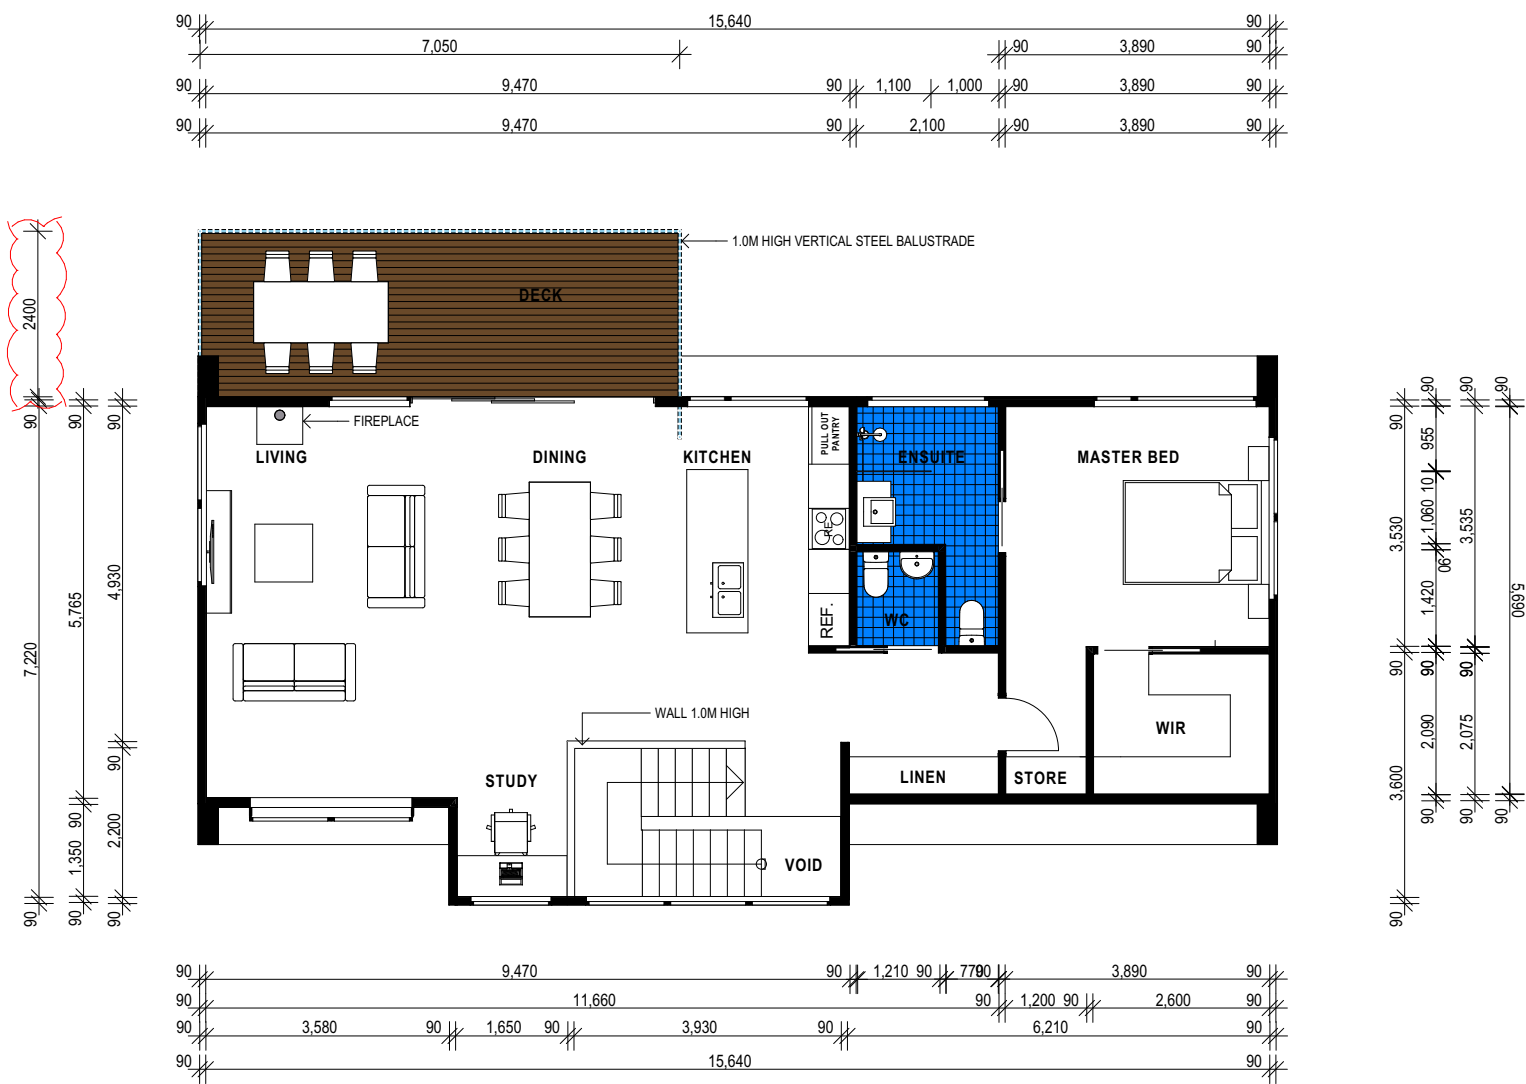 90 15,640 90
7,050 90 3,890 90
90 9,470 90 1,100 1,000 90 3,890 90
90 9,470 90 2,100 90 3,890 90
1.0M HIGH VERTICAL STEEL BALUSTRADE
DECK
2400
FIREPLACE
PULL OUT
PANTRY
LIVING
DINING
KITCHEN
ENSUITE
MASTER BED
REF.
WC
WALL 1.0M HIGH
WIR
STUDY
LINEN
STORE
VOID
90 7,220 90
90 5,765 90 1,350 90
90 4,930 90 2,200 90
90 3,530 90 3,600 90
90 955 10 1,060 90 1,420 90 2,090 90
90 3,535 90 2,075 90
90 5,690 90
90 9,470 90 1,210 90 770 90 3,890 90
90 11,660 90 1,200 90 2,600 90
90 3,580 90 1,650 90 3,930 90 6,210 90
90 15,640 90